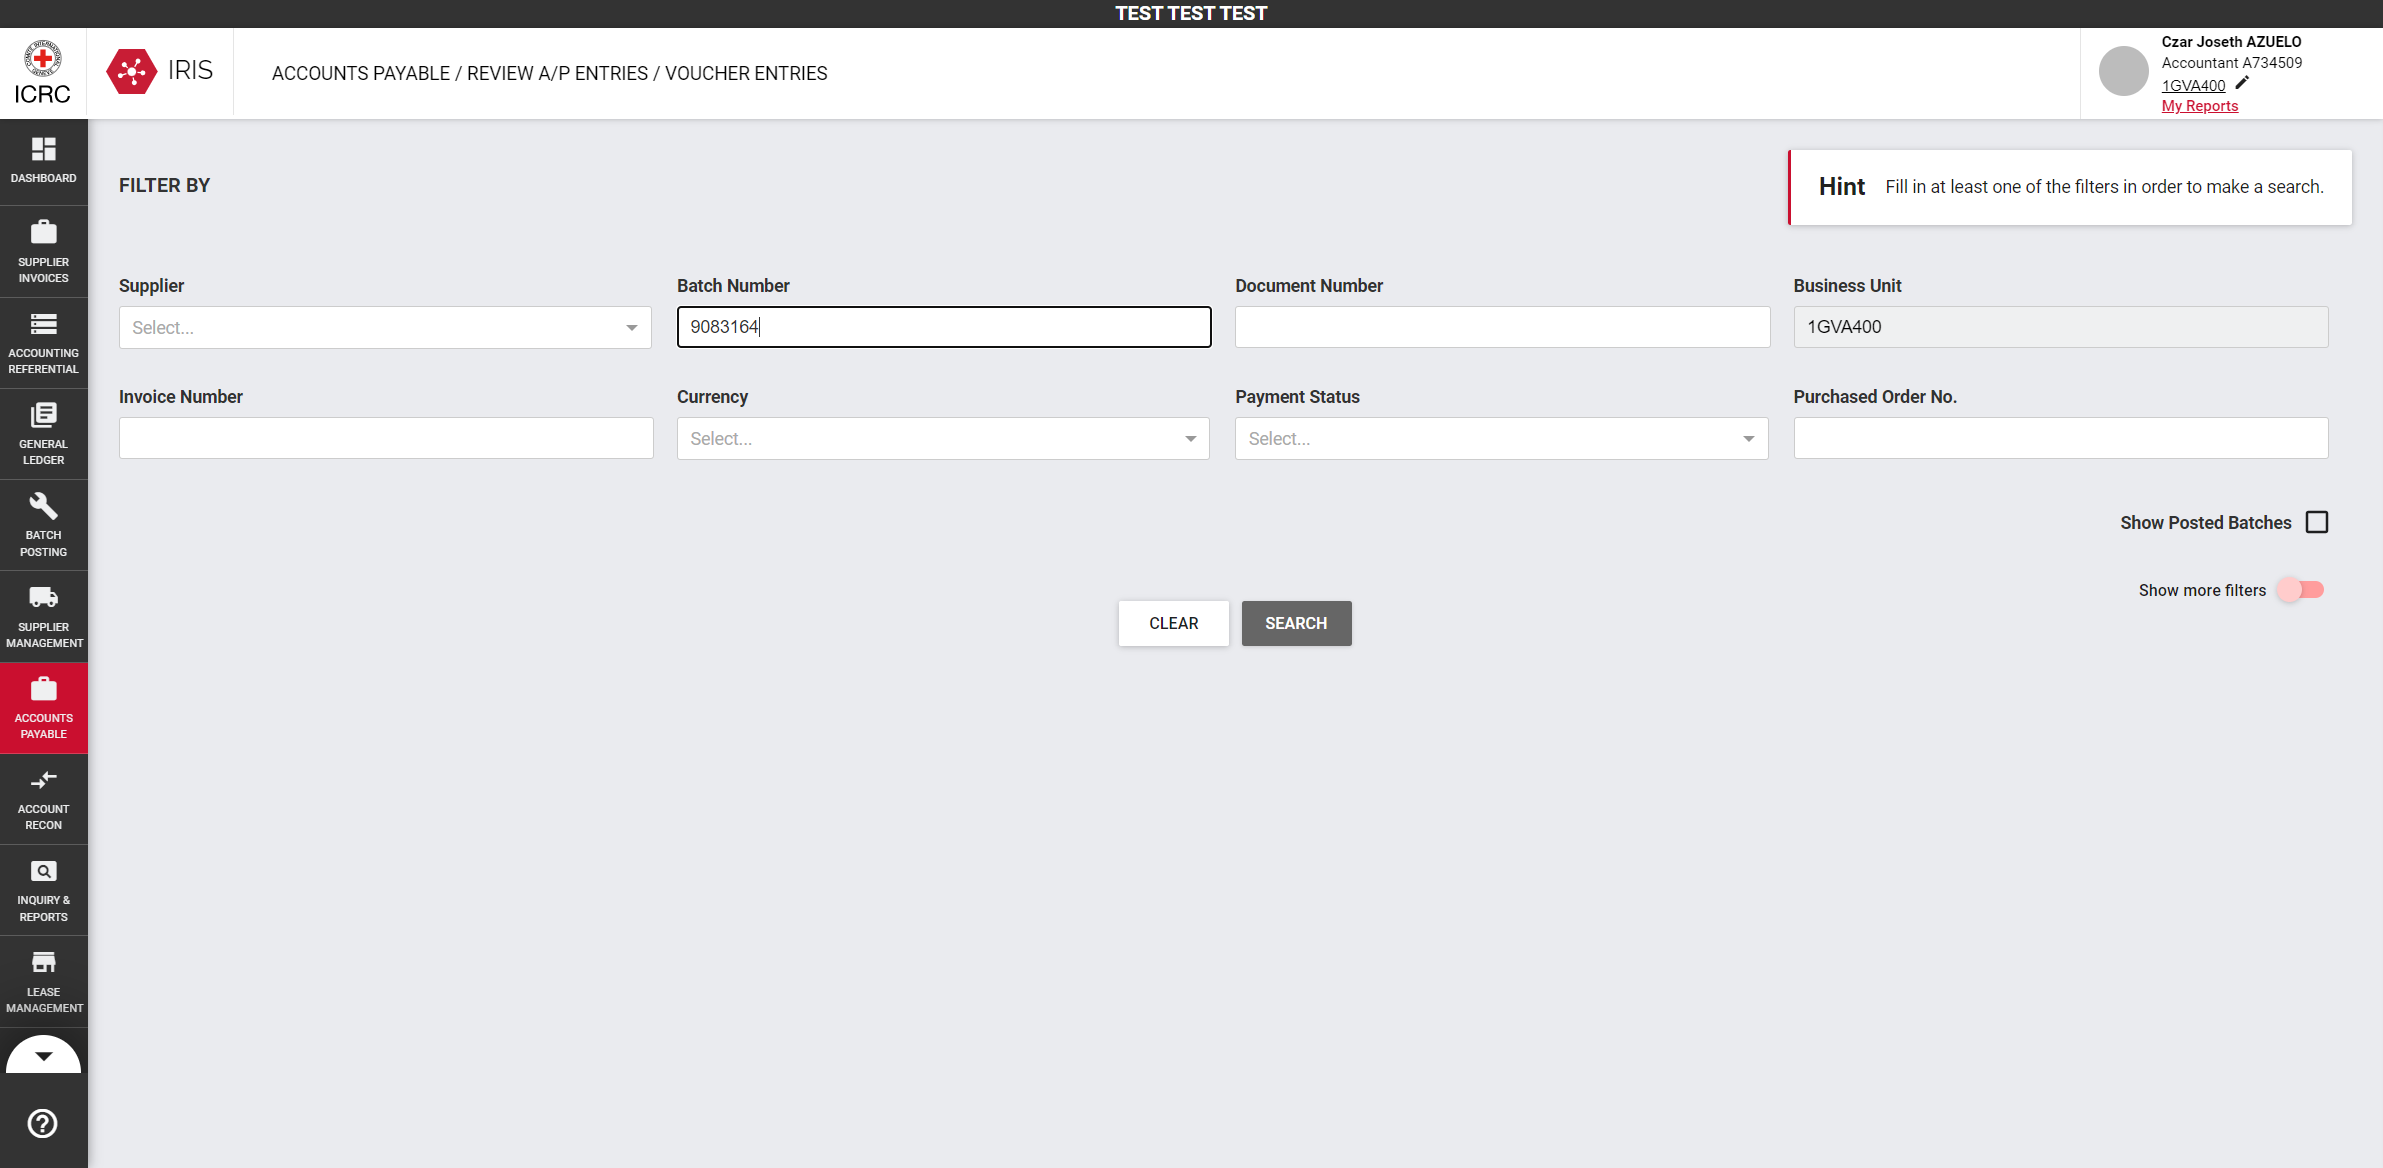 TEST TEST TEST
ICRC
IRIS
ACCOUNTS PAYABLE / REVIEW A/P ENTRIES / VOUCHER ENTRIES
Czar Joseth AZUELO
Accountant A734509
1GVA400
My Reports
DASHBOARD
SUPPLIER
INVOICES
ACCOUNTING
REFERENTIAL
GENERAL
LEDGER
BATCH
POSTING
SUPPLIER
MANAGEMENT
ACCOUNTS
PAYABLE
ACCOUNT
RECON
INQUIRY &
REPORTS
LEASE
MANAGEMENT
FILTER BY
Hint Fill in at least one of the filters in order to make a search.
Supplier Batch Number Document Number Business Unit
Select... 9083164 1GVA400
Invoice Number Currency Payment Status Purchased Order No.
Select... Select...
Show Posted Batches
Show more filters
CLEAR SEARCH